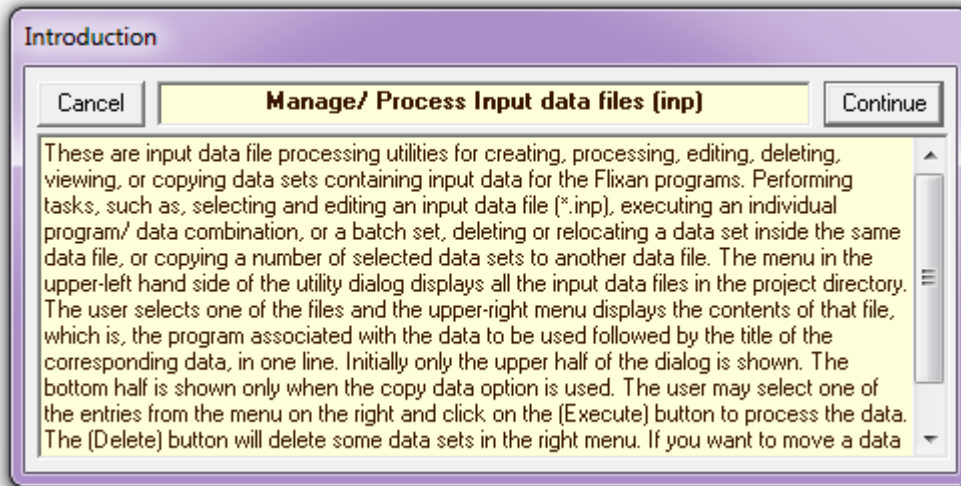 Introduction
Cancel
Manage/ Process Input data files (inp)
Continue
These are input data file processing utilities for creating, processing, editing, deleting,
viewing, or copying data sets containing input data for the Flixan programs. Performing
tasks, such as, selecting and editing an input data file (*.inp), executing an individual
program/ data combination, or a batch set, deleting or relocating a data set inside the same
data file, or copying a number of selected data sets to another data file. The menu in the
upper-left hand side of the utility dialog displays all the input data files in the project directory.
The user selects one of the files and the upper-right menu displays the contents of that file,
which is, the program associated with the data to be used followed by the title of the
corresponding data, in one line. Initially only the upper half of the dialog is shown. The
bottom half is shown only when the copy data option is used. The user may select one of
the entries from the menu on the right and click on the (Execute) button to process the data.
The (Delete) button will delete some data sets in the right menu. If you want to move a data